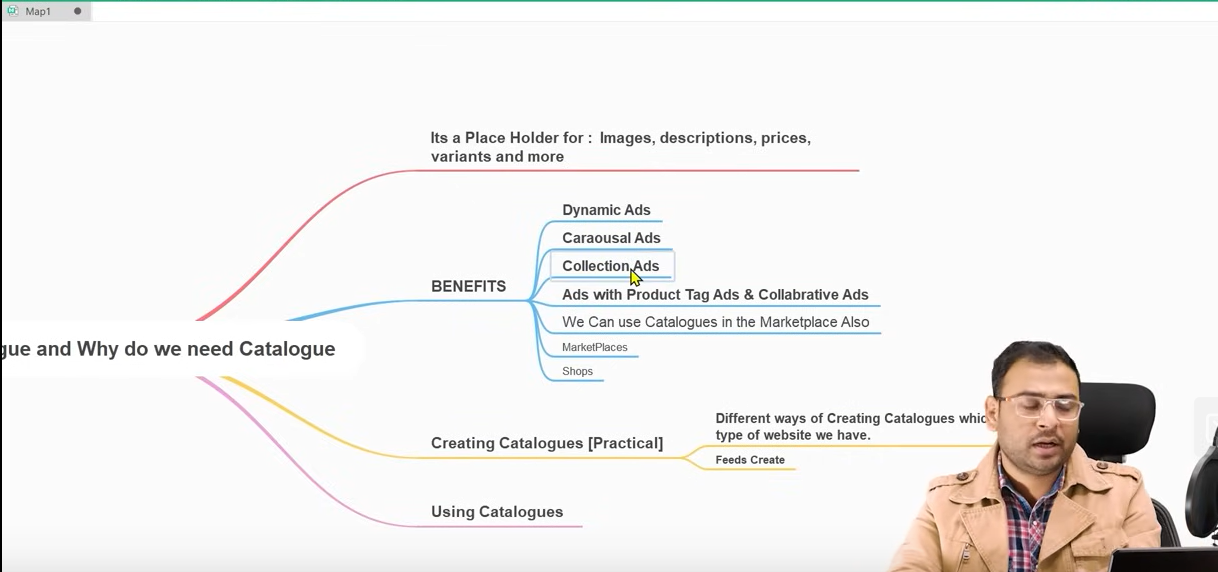 Map1
Its a Place Holder for : Images, descriptions, prices,
variants and more
Dynamic Ads
Caraousal Ads
Collection Ads
BENEFITS
Ads with Product Tag Ads & Collabrative Ads
We Can use Catalogues in the Marketplace Also
MarketPlaces
Shops
gue and Why do we need Catalogue
Different ways of Creating Catalogues whic
type of website we have.
Creating Catalogues [Practical]
Feeds Create
Using Catalogues